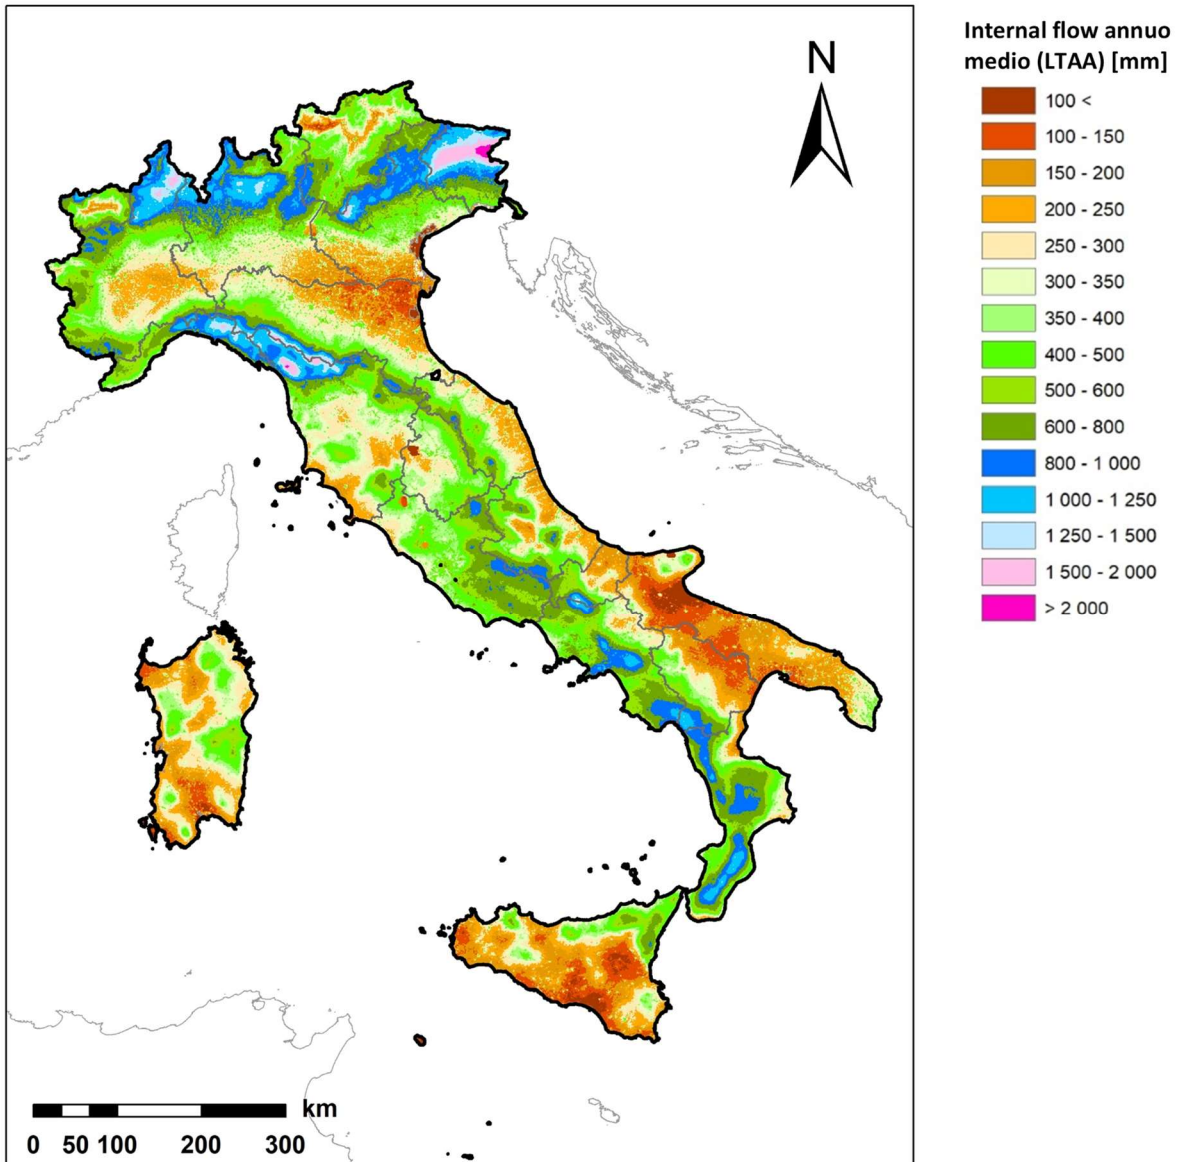 Internal flow annuo
medio (LTAA) [mm]
N
100 <
100 - 150
150 - 200
200 - 250
250 - 300
300 - 350
350 - 400
400 - 500
500 - 600
600 - 800
800 - 1 000
1 000 - 1 250
1 250 - 1 500
1 500 - 2 000
> 2 000
km
0 50 100 200 300